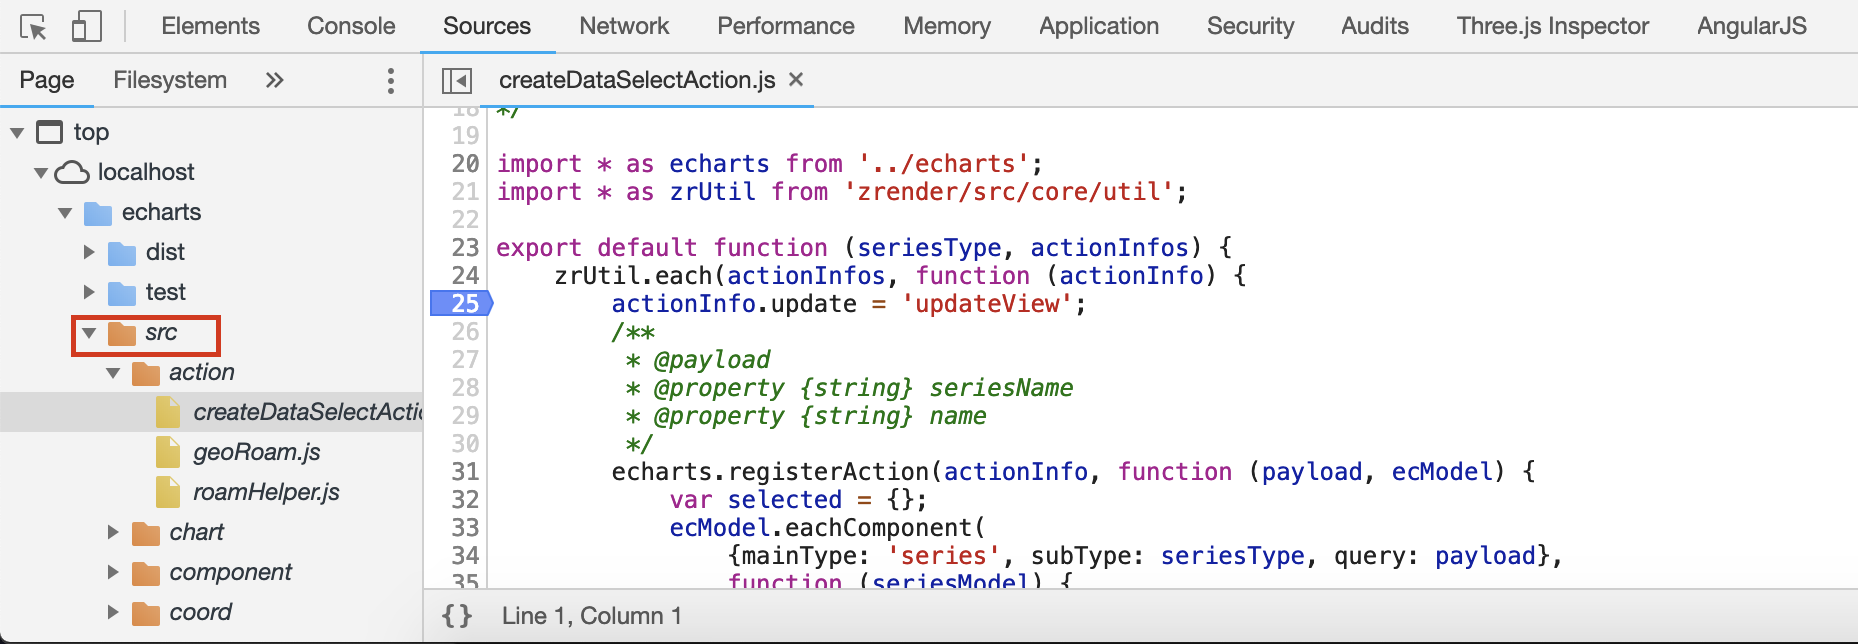 Elements Console Sources Network Performance Memory Application Security Audits Three.js Inspector AngularJS
Page Filesystem »
createDataSelectAction.js ×
top
localhost
echarts
dist
test
src
action
createDataSelectActio
geoRoam.js
roamHelper.js
chart
component
coord
18 */
19
20 import * as echarts from '../echarts';
21 import * as zrUtil from 'zrender/src/core/util';
22
23 export default function (seriesType, actionInfos) {
24     zrUtil.each(actionInfos, function (actionInfo) {
25         actionInfo.update = 'updateView';
26         /**
27          * @payload
28          * @property {string} seriesName
29          * @property {string} name
30          */
31         echarts.registerAction(actionInfo, function (payload, ecModel) {
32             var selected = {};
33             ecModel.eachComponent(
34                 {mainType: 'series', subType: seriesType, query: payload},
35                 function (seriesModel) {
{} Line 1, Column 1